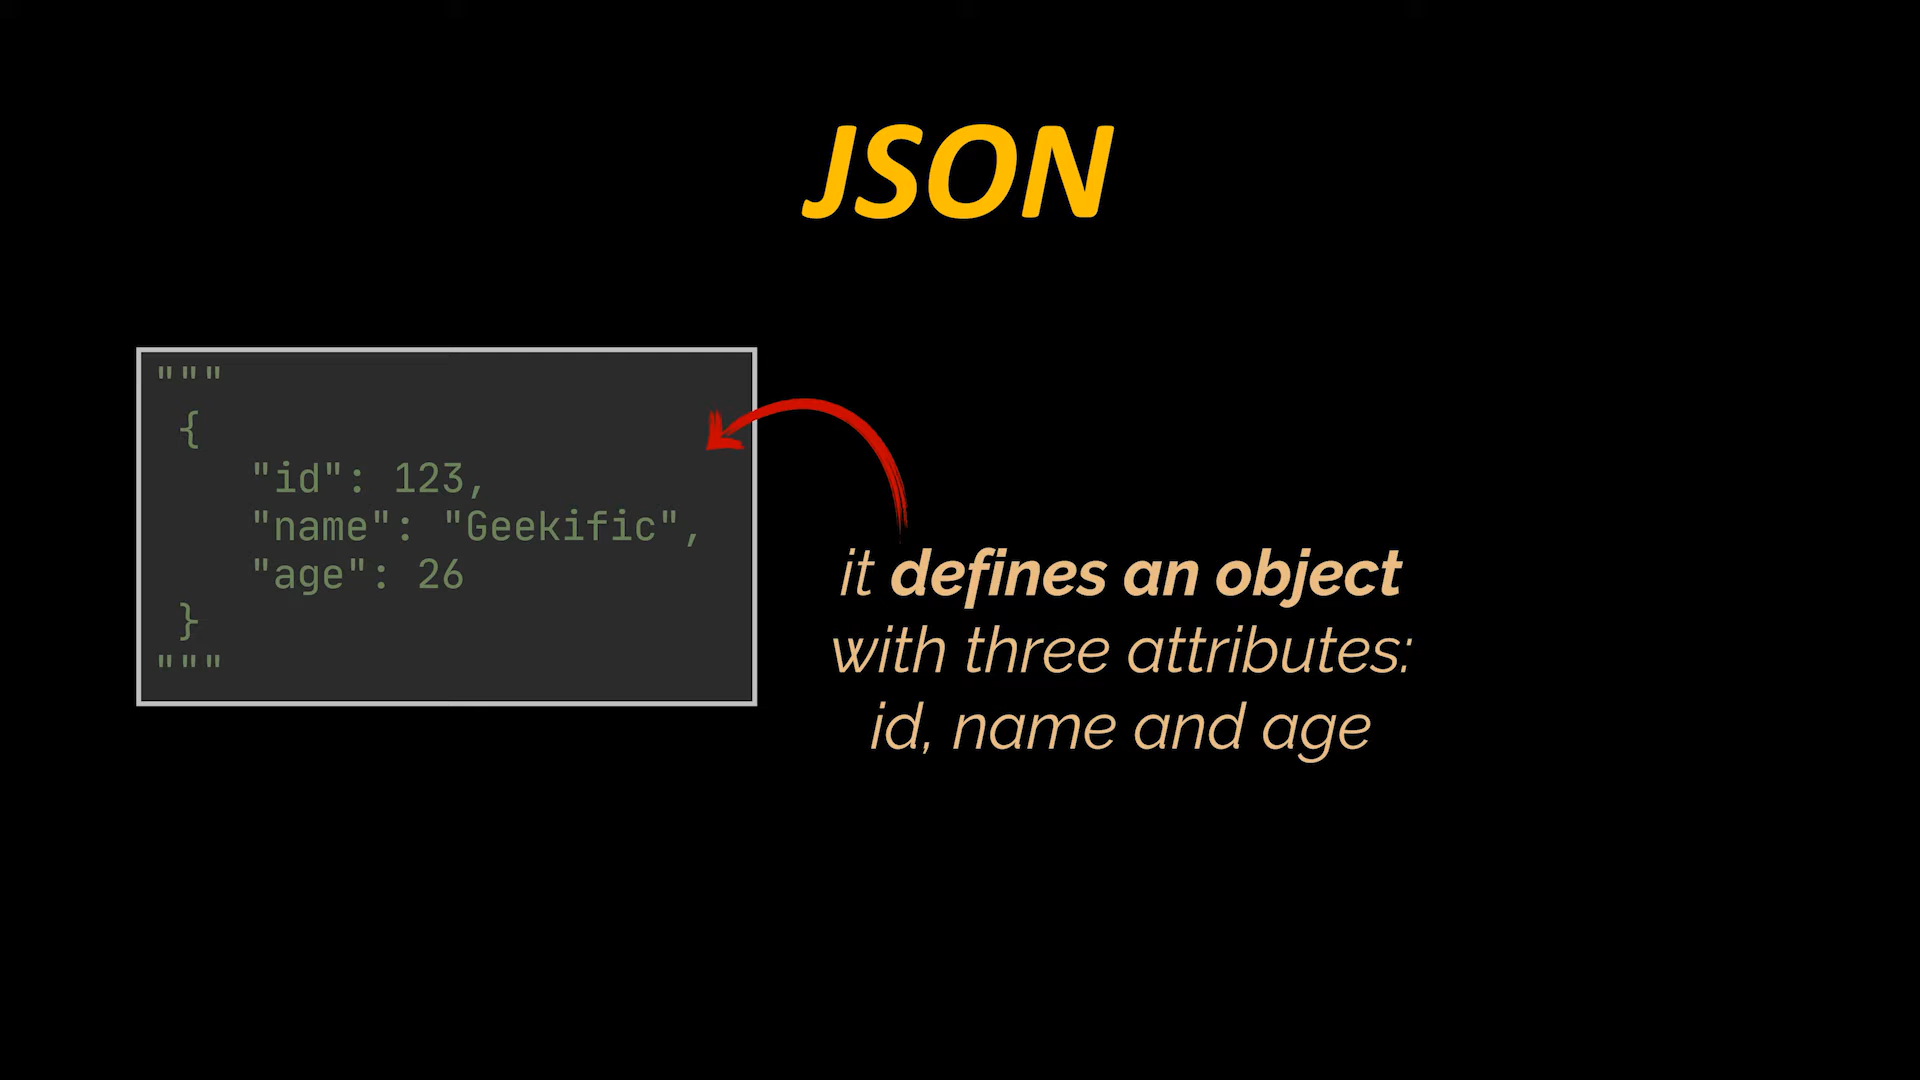 JSON
"""
{
"id": 123,
"name": "Geekific",
"age": 26
}
"""
it defines an object
with three attributes:
id, name and age